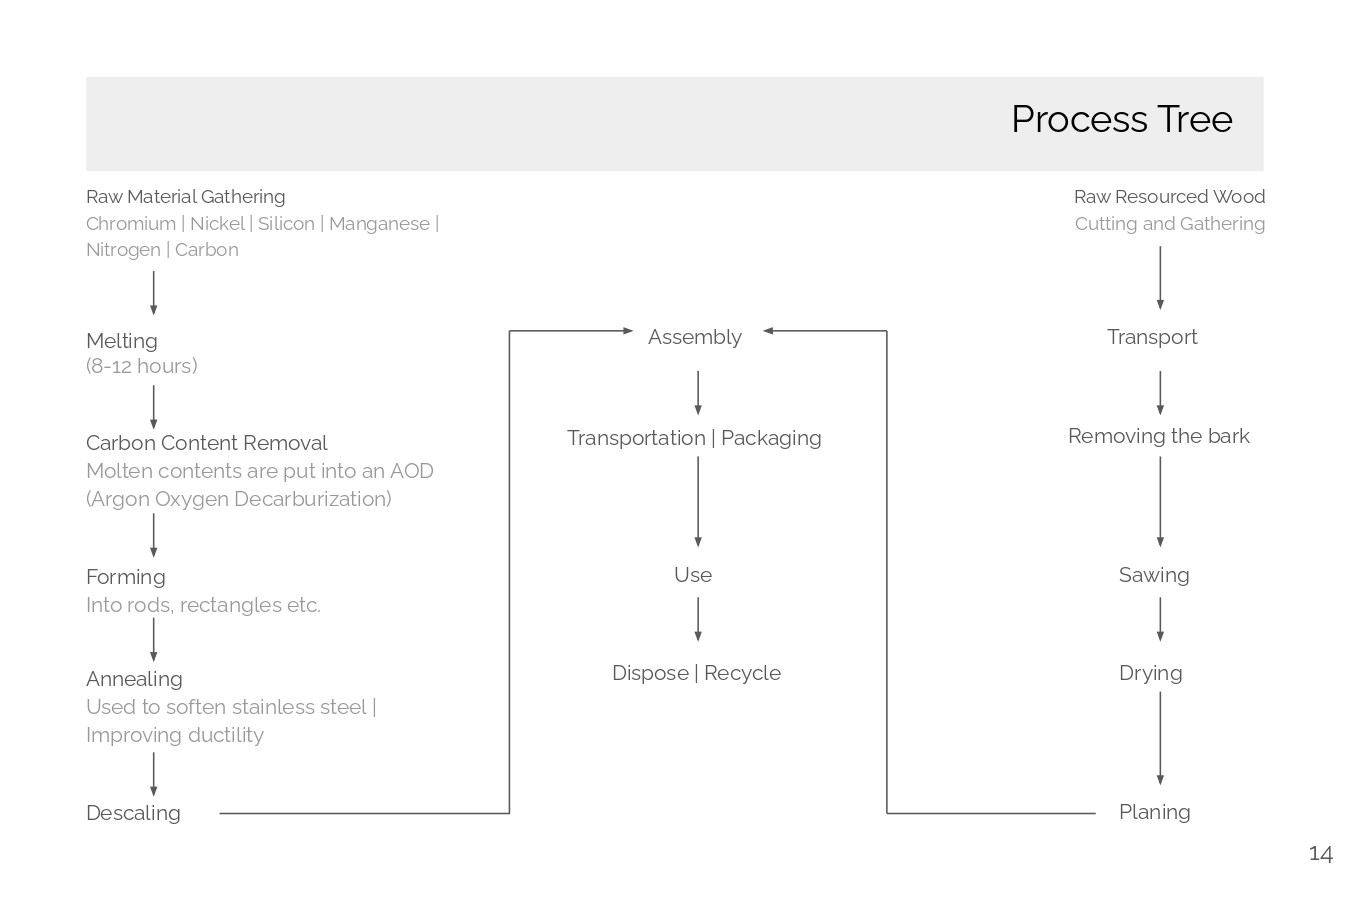 Process Tree
Raw Material Gathering
Chromium | Nickel | Silicon | Manganese |
Nitrogen | Carbon
Melting
(8-12 hours)
Carbon Content Removal
Molten contents are put into an AOD
(Argon Oxygen Decarburization)
Forming
Into rods, rectangles etc.
Annealing
Used to soften stainless steel |
Improving ductility
Descaling
Assembly
Transportation | Packaging
Use
Dispose | Recycle
Raw Resourced Wood
Cutting and Gathering
Transport
Removing the bark
Sawing
Drying
Planing
14